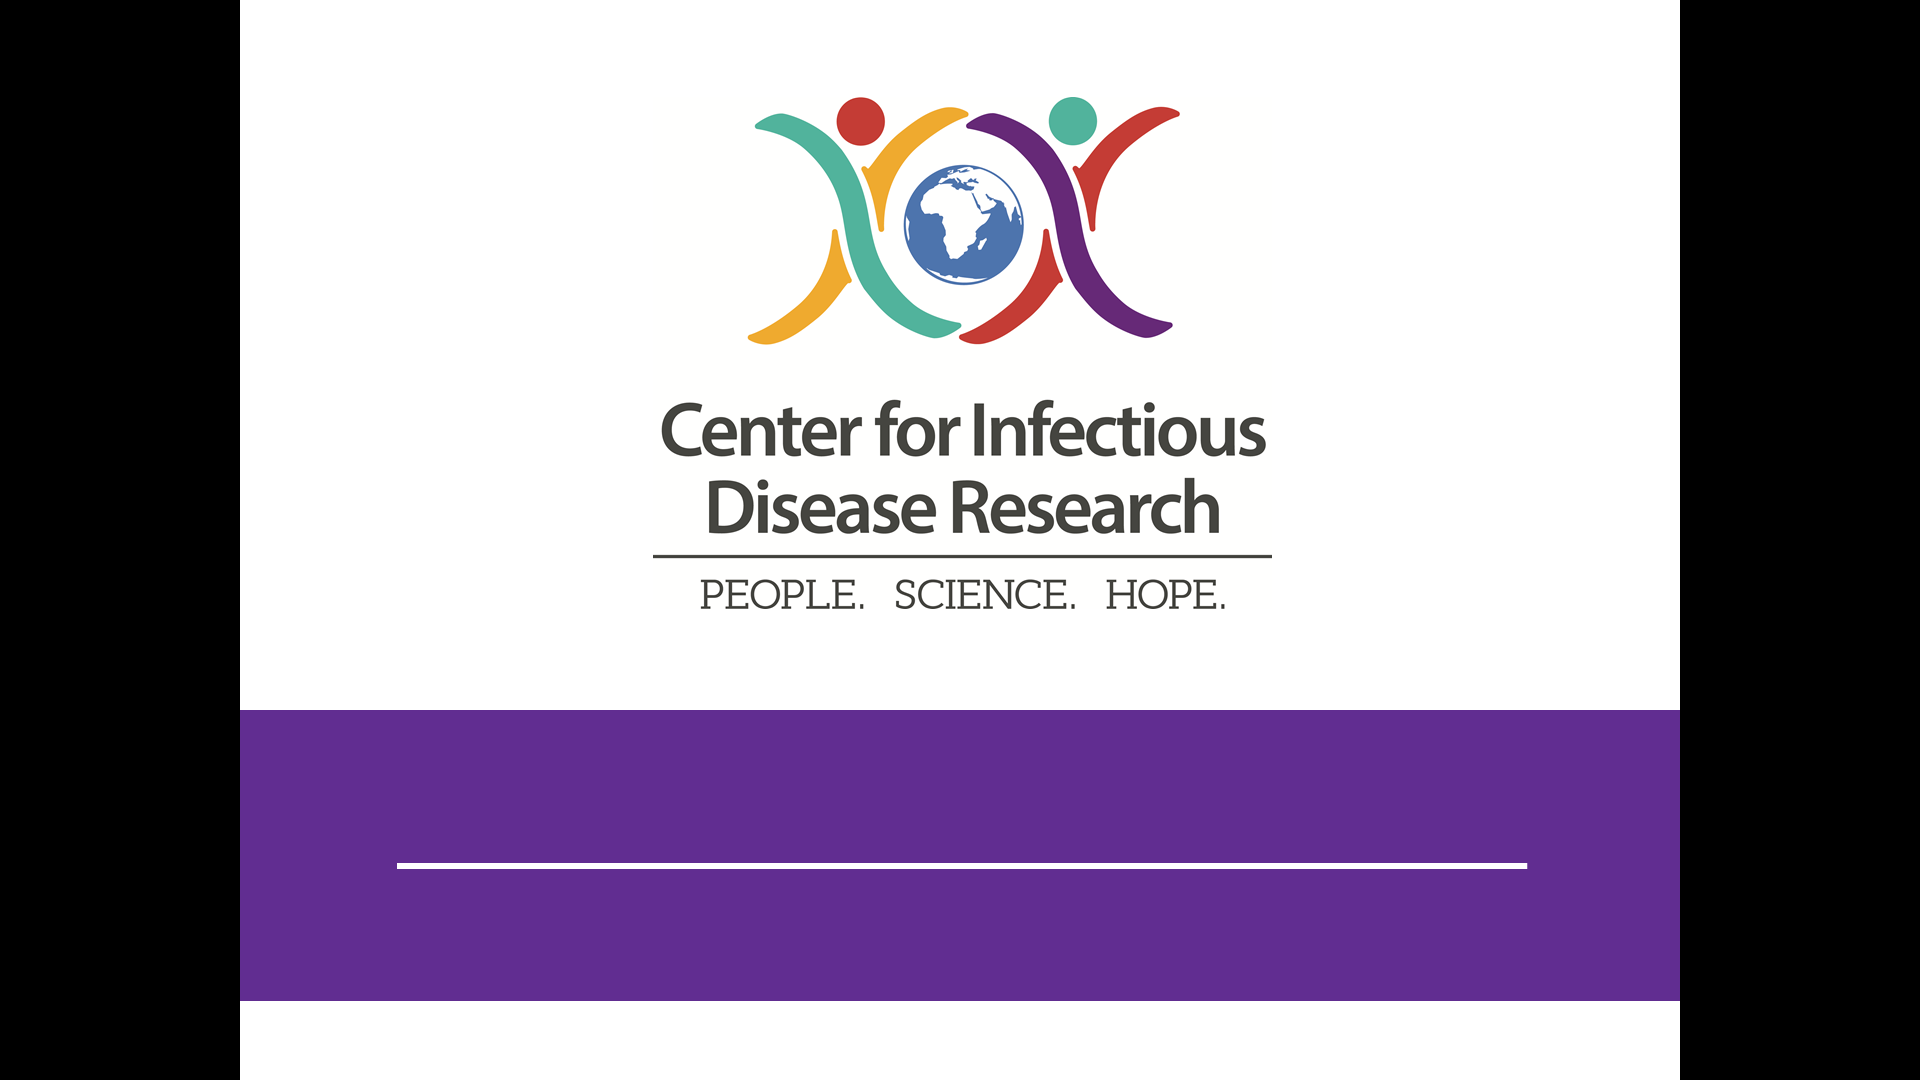 Center for Infectious
Disease Research
PEOPLE. SCIENCE. HOPE.